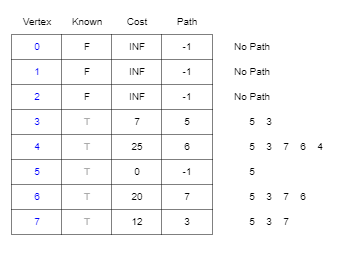 Vertex Known Cost Path
0 F INF -1 No Path
1 F INF -1 No Path
2 F INF -1 No Path
3 T 7 5 5 3
4 T 25 6 5 3 7 6 4
5 T 0 -1 5
6 T 20 7 5 3 7 6
7 T 12 3 5 3 7